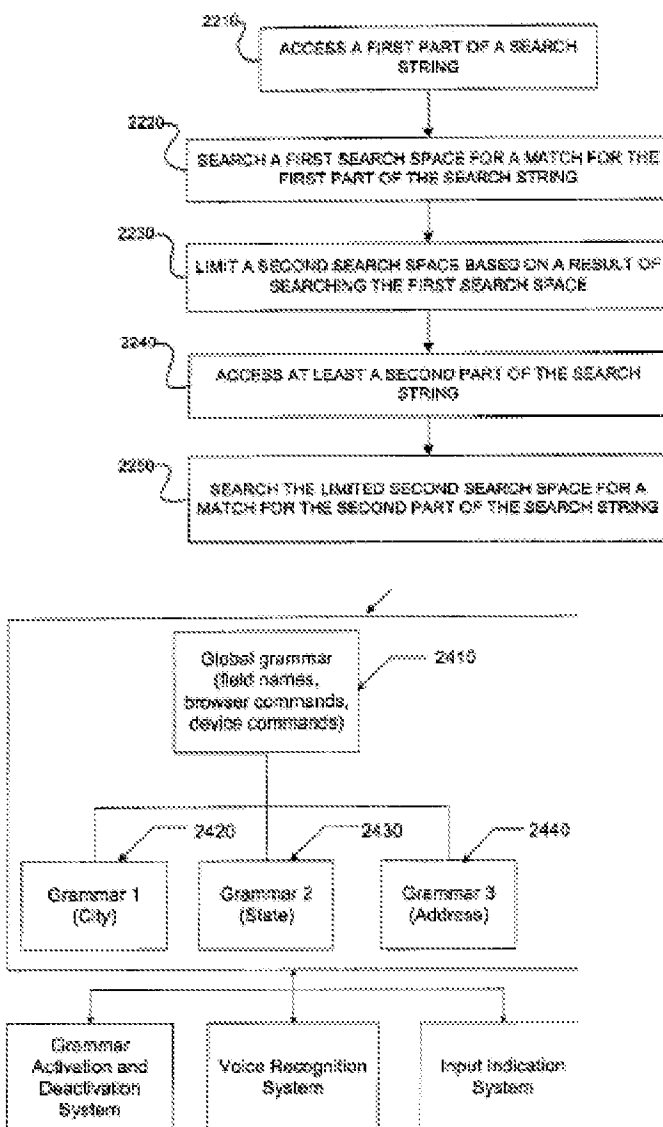 2210
ACCESS A FIRST PART OF A SEARCH
STRING
2220
SEARCH A FIRST SEARCH SPACE FOR A MATCH FOR THE
FIRST PART OF THE SEARCH STRING
2230
LIMIT A SECOND SEARCH SPACE BASED ON A RESULT OF
SEARCHING THE FIRST SEARCH SPACE
2240
ACCESS AT LEAST A SECOND PART OF THE SEARCH
STRING
2250
SEARCH THE LIMITED SECOND SEARCH SPACE FOR A
MATCH FOR THE SECOND PART OF THE SEARCH STRING
Global grammar
(field names,
browser commands,
device commands)
2410
2420
2430
2440
Grammar 1
(City)
Grammar 2
(State)
Grammar 3
(Address)
Grammar
Activation and
Deactivation
System
Voice Recognition
System
Input Indication
System